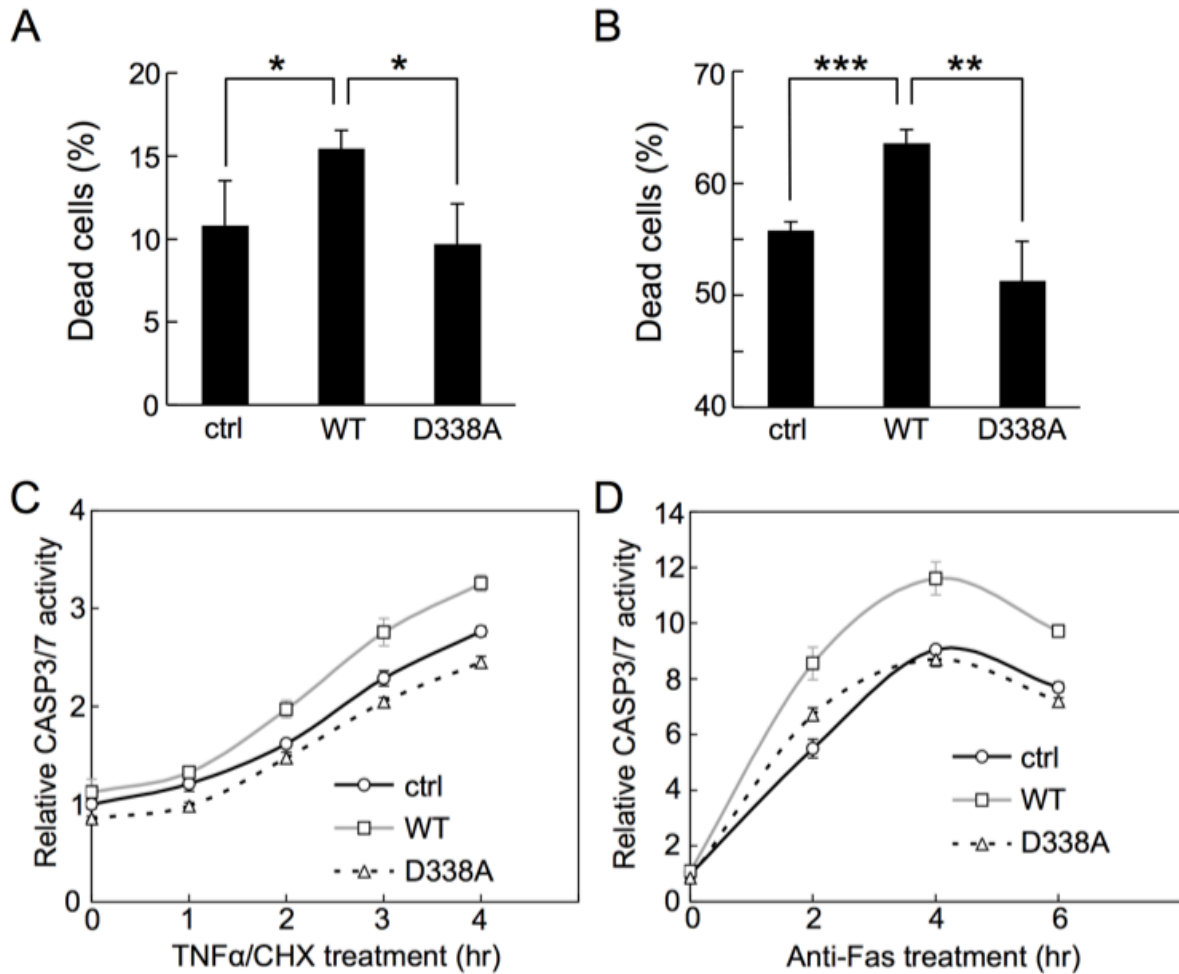 A
Dead cells (%)
20
15
10
5
0
* *
ctrl WT D338A
B
Dead cells (%)
70
60
50
40
*** **
ctrl WT D338A
C
Relative CASP3/7 activity
4
3
2
1
0
ctrl
WT
D338A
0 1 2 3 4
TNFα/CHX treatment (hr)
D
Relative CASP3/7 activity
14
12
10
8
6
4
2
0
ctrl
WT
D338A
0 2 4 6
Anti-Fas treatment (hr)